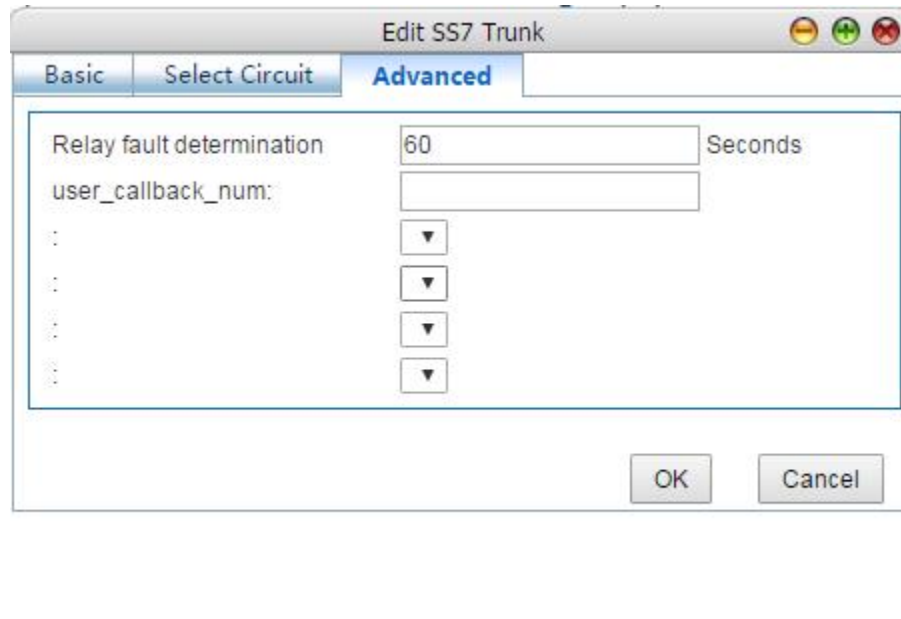 Edit SS7 Trunk
Basic Select Circuit Advanced
Relay fault determination 60 Seconds
user_callback_num:
:
:
:
:
OK Cancel